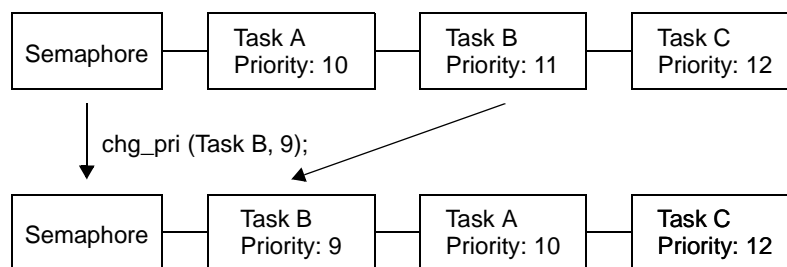 Semaphore
Task A
Priority: 10
Task B
Priority: 11
Task C
Priority: 12
chg_pri (Task B, 9);
Semaphore
Task B
Priority: 9
Task A
Priority: 10
Task C
Priority: 12